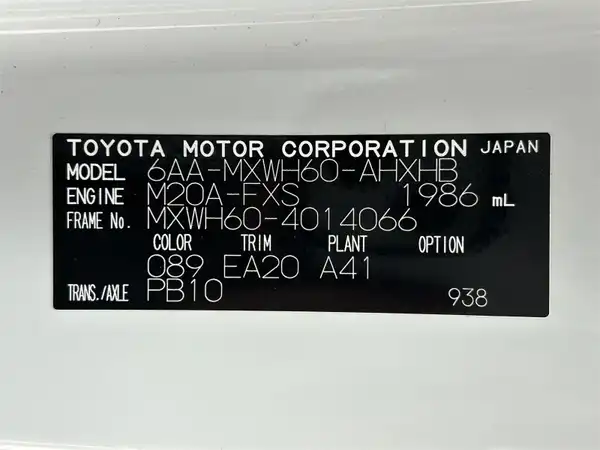 TOYOTA MOTOR CORPORATION JAPAN
MODEL 6AA-MXWH60-AHXHB
ENGINE M20A-FXS 1986 mL
FRAME No. MXWH60-4014066
COLOR TRIM PLANT OPTION
089 EA20 A41
TRANS./AXLE PB10 938